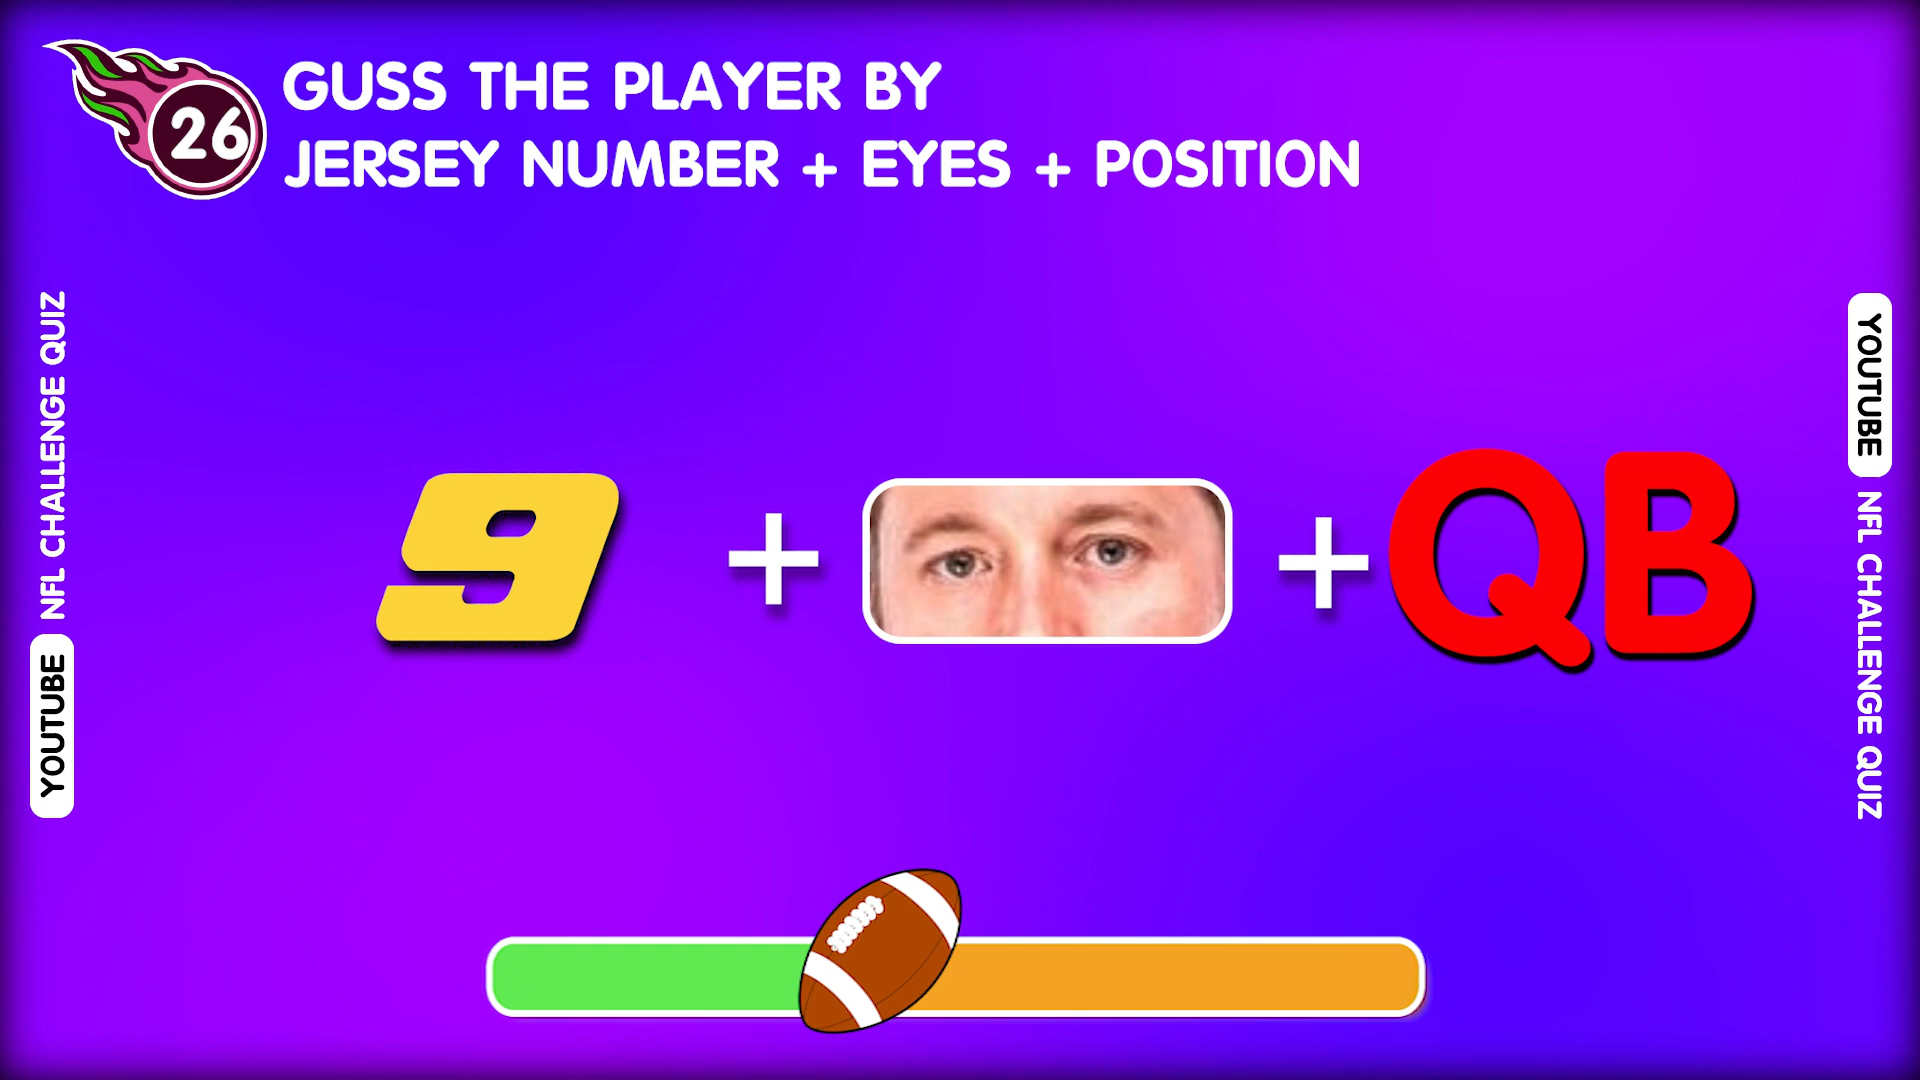 26
GUSS THE PLAYER BY
JERSEY NUMBER + EYES + POSITION
YOUTUBE NFL CHALLENGE QUIZ
9 + + QB
YOUTUBE NFL CHALLENGE QUIZ